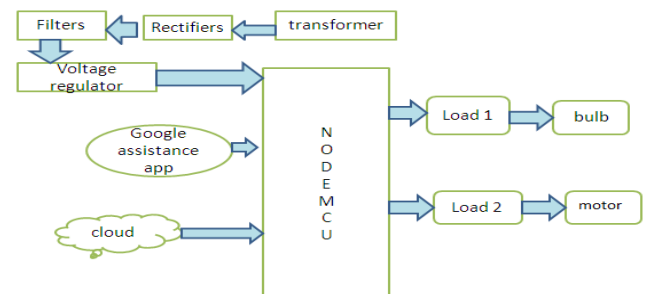 Filters
Rectifiers
transformer
Voltage
regulator
Google
assistance
app
cloud
N
O
D
E
M
C
U
Load 1
bulb
Load 2
motor